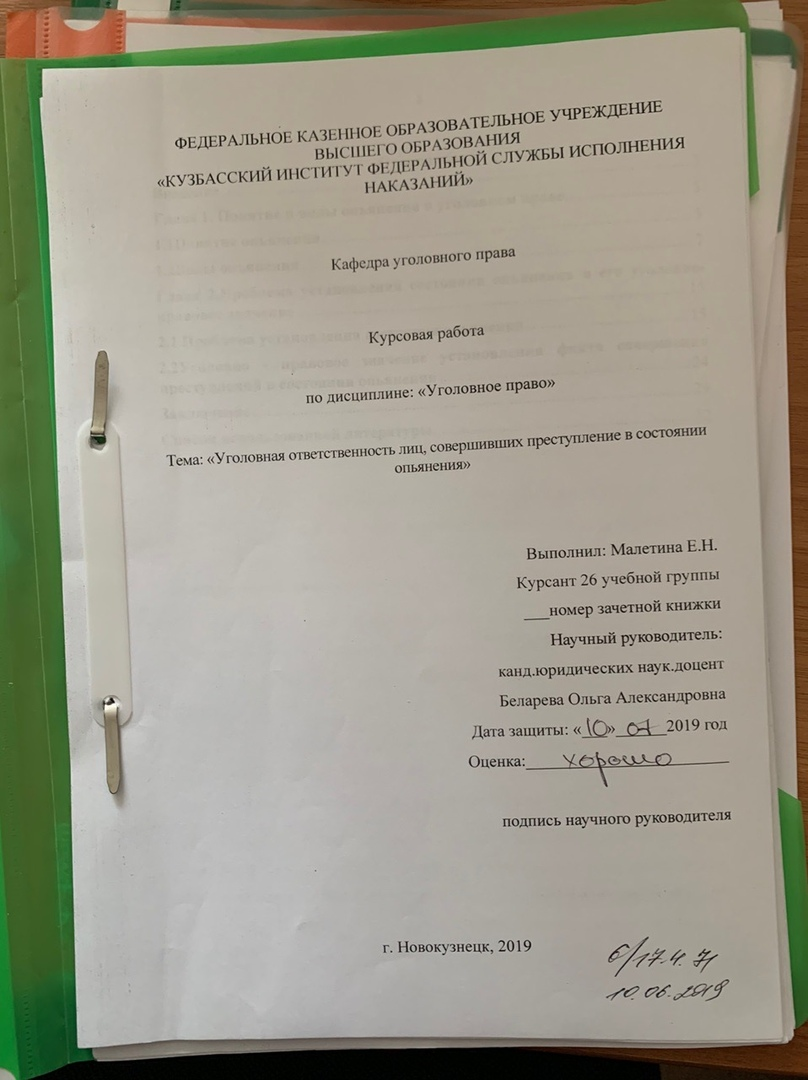 ФЕДЕРАЛЬНОЕ КАЗЕННОЕ ОБРАЗОВАТЕЛЬНОЕ УЧРЕЖДЕНИЕ
ВЫСШЕГО ОБРАЗОВАНИЯ
«КУЗБАССКИЙ ИНСТИТУТ ФЕДЕРАЛЬНОЙ СЛУЖБЫ ИСПОЛНЕНИЯ
НАКАЗАНИЙ»
Кафедра уголовного права
Курсовая работа
по дисциплине: «Уголовное право»
Тема: «Уголовная ответственность лиц, совершивших преступление в состоянии
опьянения»
Выполнил: Малетина Е.Н.
Курсант 26 учебной группы
___номер зачетной книжки
Научный руководитель:
канд.юридических наук.доцент
Беларева Ольга Александровна
Дата защиты: «10» 07 2019 год
Оценка: хорошо
подпись научного руководителя
г. Новокузнецк, 2019
10.06.2019